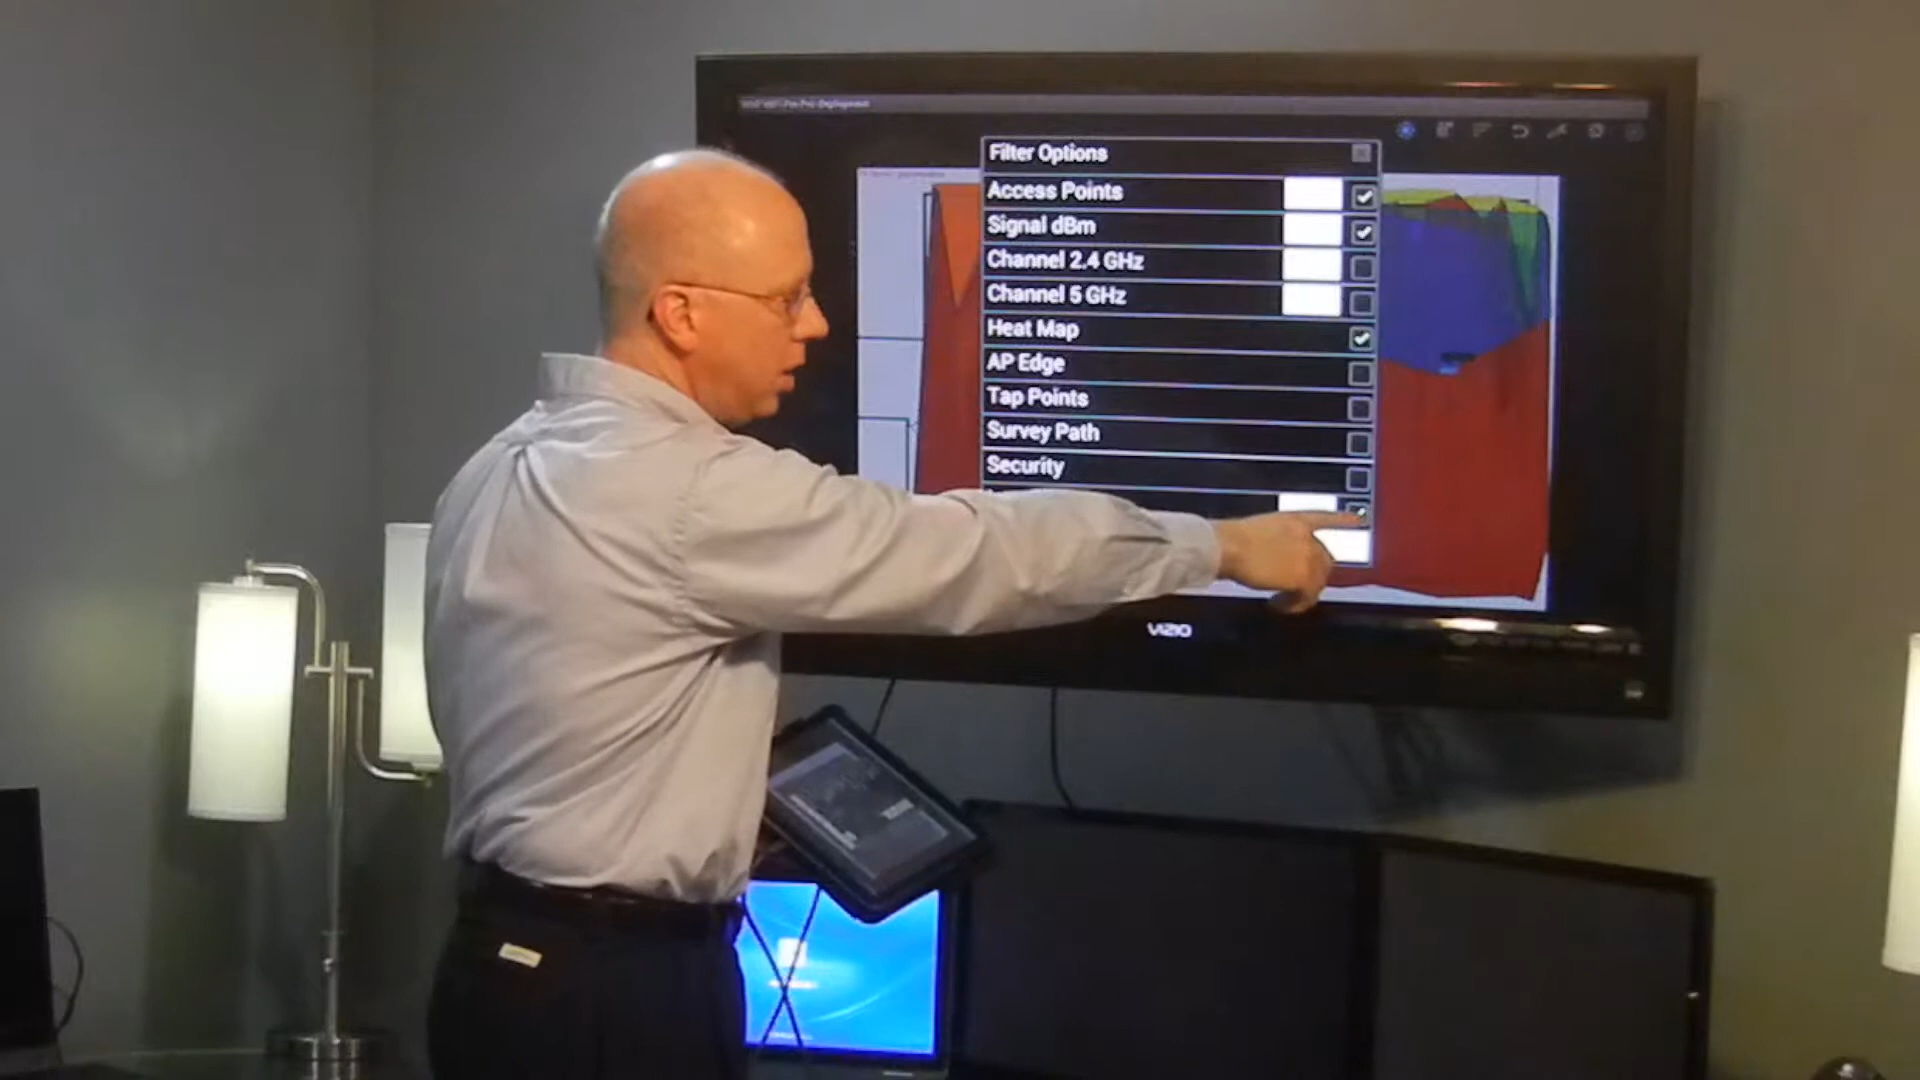 Filter Options
Access Points
Signal dBm
Channel 2.4 GHz
Channel 5 GHz
Heat Map
AP Edge
Tap Points
Survey Path
Security
VIZIO